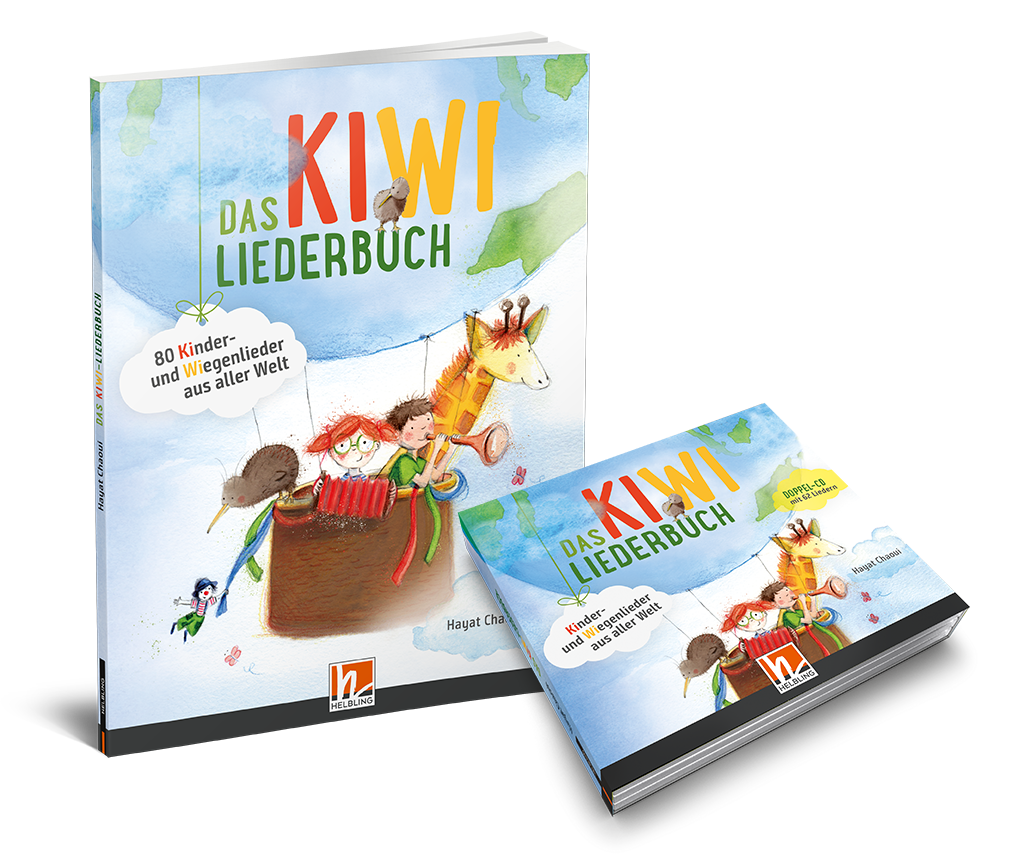 DAS KIWI
LIEDERBUCH
80 Kinder-
und Wiegenlieder
aus aller Welt
Hayat Chaoui DAS KIWI-LIEDERBUCH
HELBLING
HELBLING
DAS KIWI
LIEDERBUCH
DOPPEL-CD
mit 62 Liedern
Hayat Chaoui
Kinder-
und Wiegenlieder
aus aller Welt
HELBLING